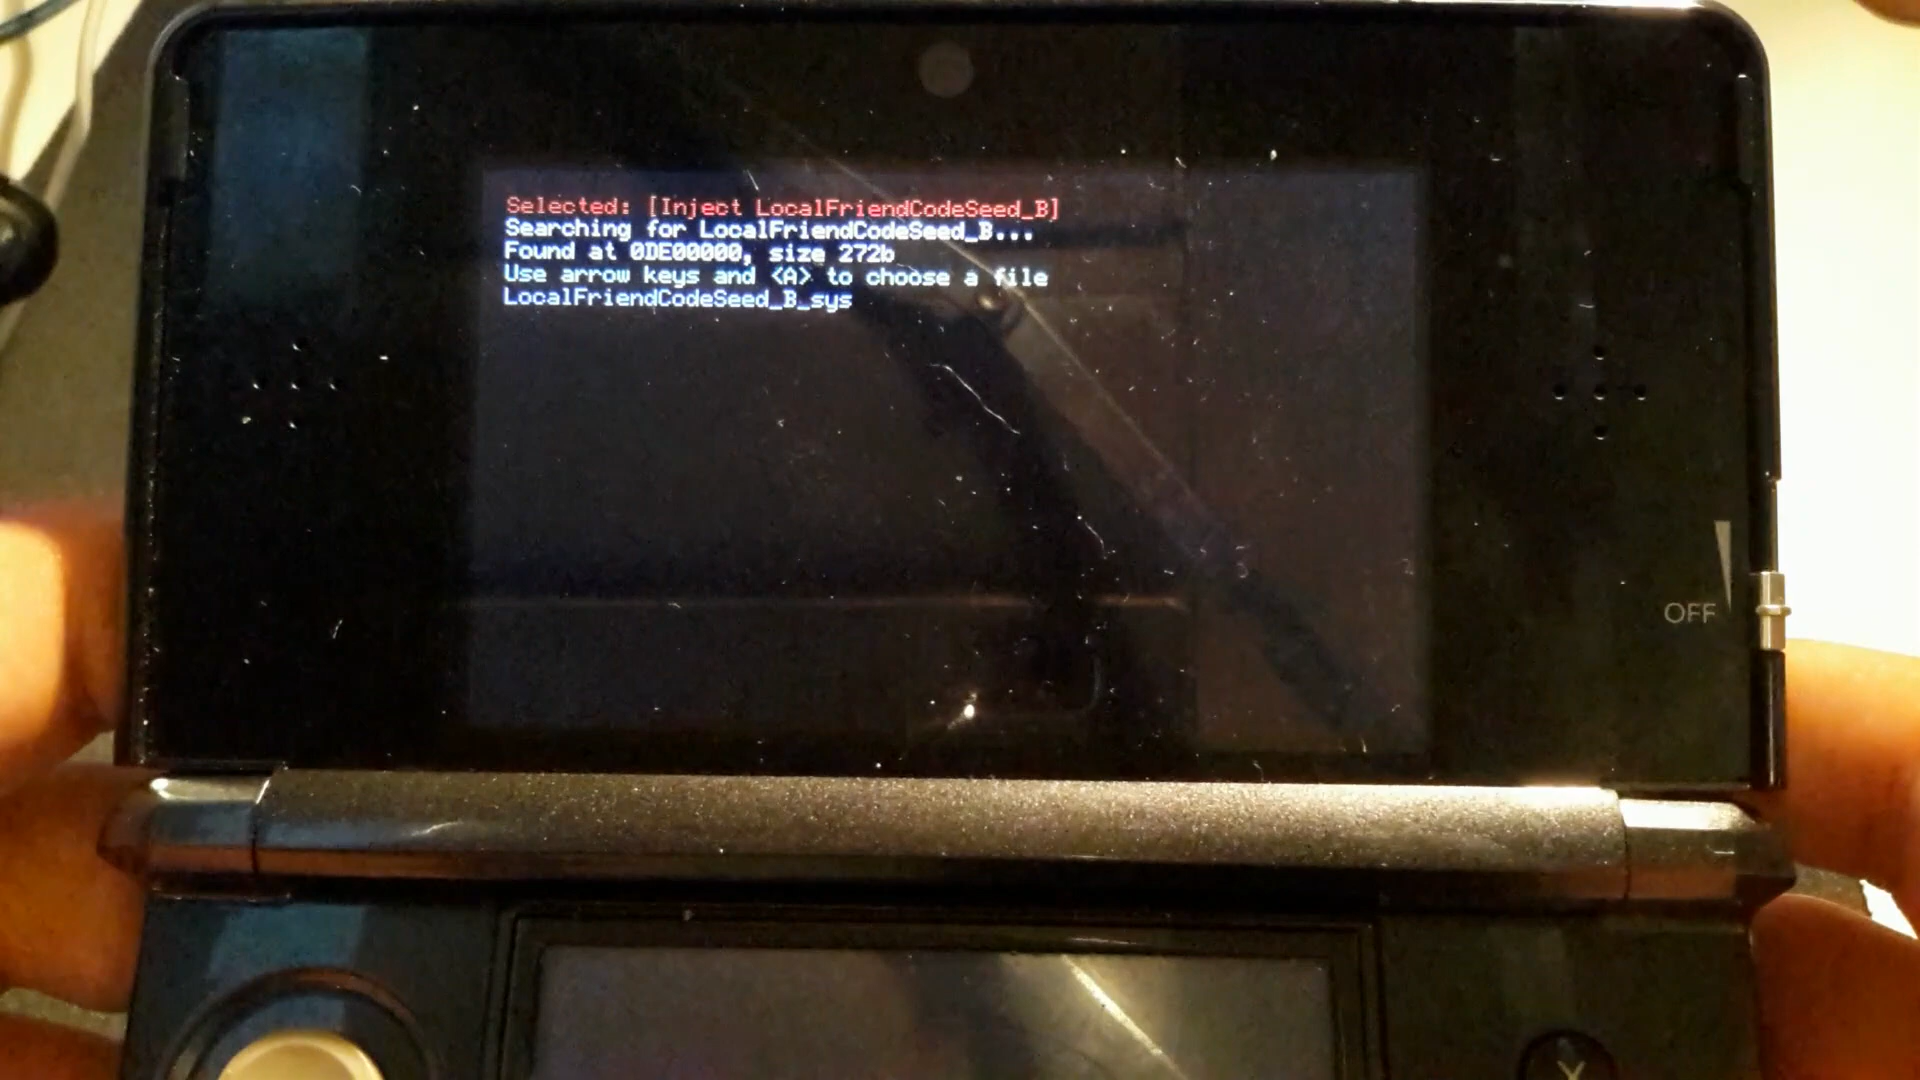 Selected: [Inject LocalFriendCodeSeed_B]
Searching for LocalFriendCodeSeed_B...
Found at 0DE00000, size 272b
Use arrow keys and <A> to choose a file
LocalFriendCodeSeed_B_sys
OFF
X